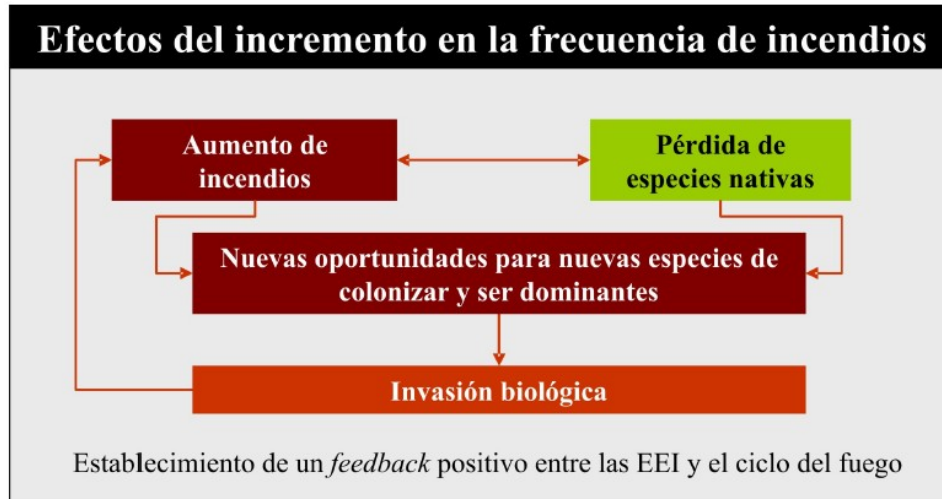 Efectos del incremento en la frecuencia de incendios
Aumento de
incendios
Pérdida de
especies nativas
Nuevas oportunidades para nuevas especies de
colonizar y ser dominantes
Invasión biológica
Establecimiento de un feedback positivo entre las EEI y el ciclo del fuego